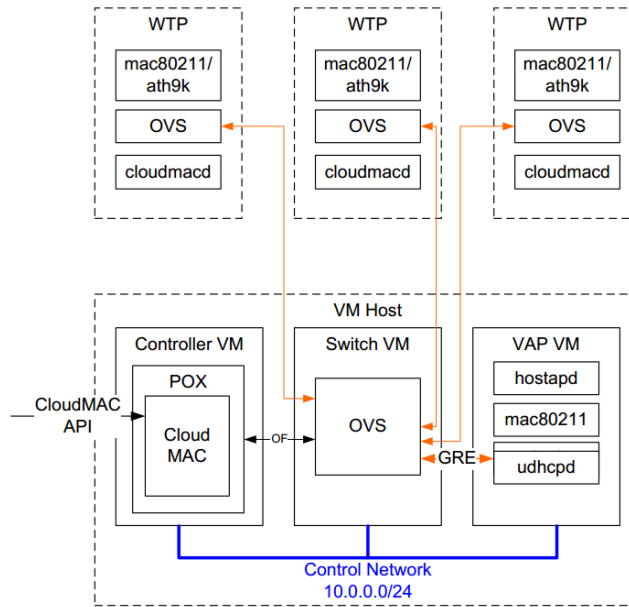 WTP
mac80211/
ath9k
OVS
cloudmacd
WTP
mac80211/
ath9k
OVS
cloudmacd
WTP
mac80211/
ath9k
OVS
cloudmacd
VM Host
Controller VM
POX
Cloud
MAC
CloudMAC
API
OF
Switch VM
OVS
GRE
VAP VM
hostapd
mac80211
udhcpd
Control Network
10.0.0.0/24